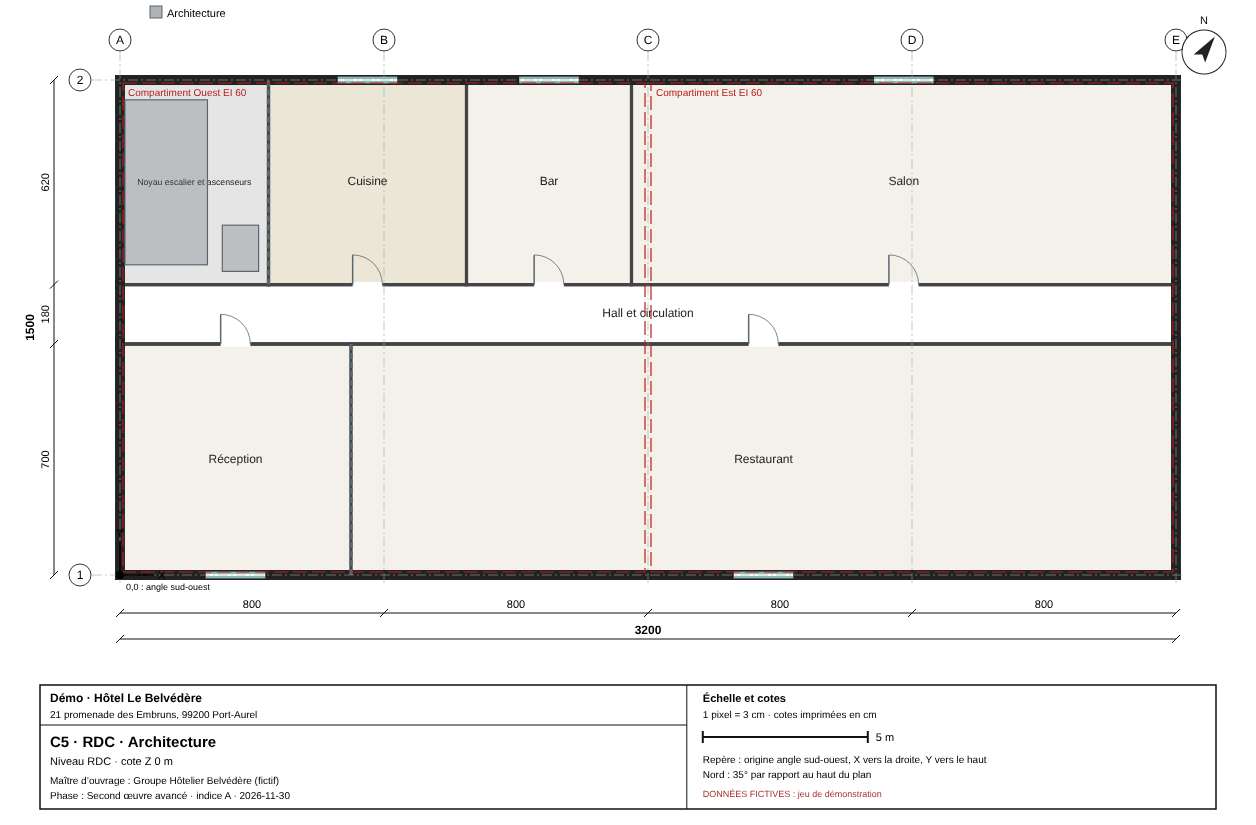 Architecture
N
A
B
C
D
E
2
Compartiment Ouest EI 60
Compartiment Est EI 60
620
Noyau escalier et ascenseurs
Cuisine
Bar
Salon
180
1500
Hall et circulation
700
Réception
Restaurant
1
0,0 : angle sud-ouest
800
800
800
800
3200
Démo · Hôtel Le Belvédère
21 promenade des Embruns, 99200 Port-Aurel
C5 · RDC · Architecture
Niveau RDC · cote Z 0 m
Maître d'ouvrage : Groupe Hôtelier Belvédère (fictif)
Phase : Second œuvre avancé · indice A · 2026-11-30
Échelle et cotes
1 pixel = 3 cm · cotes imprimées en cm
5 m
Repère : origine angle sud-ouest, X vers la droite, Y vers le haut
Nord : 35° par rapport au haut du plan
DONNÉES FICTIVES : jeu de démonstration